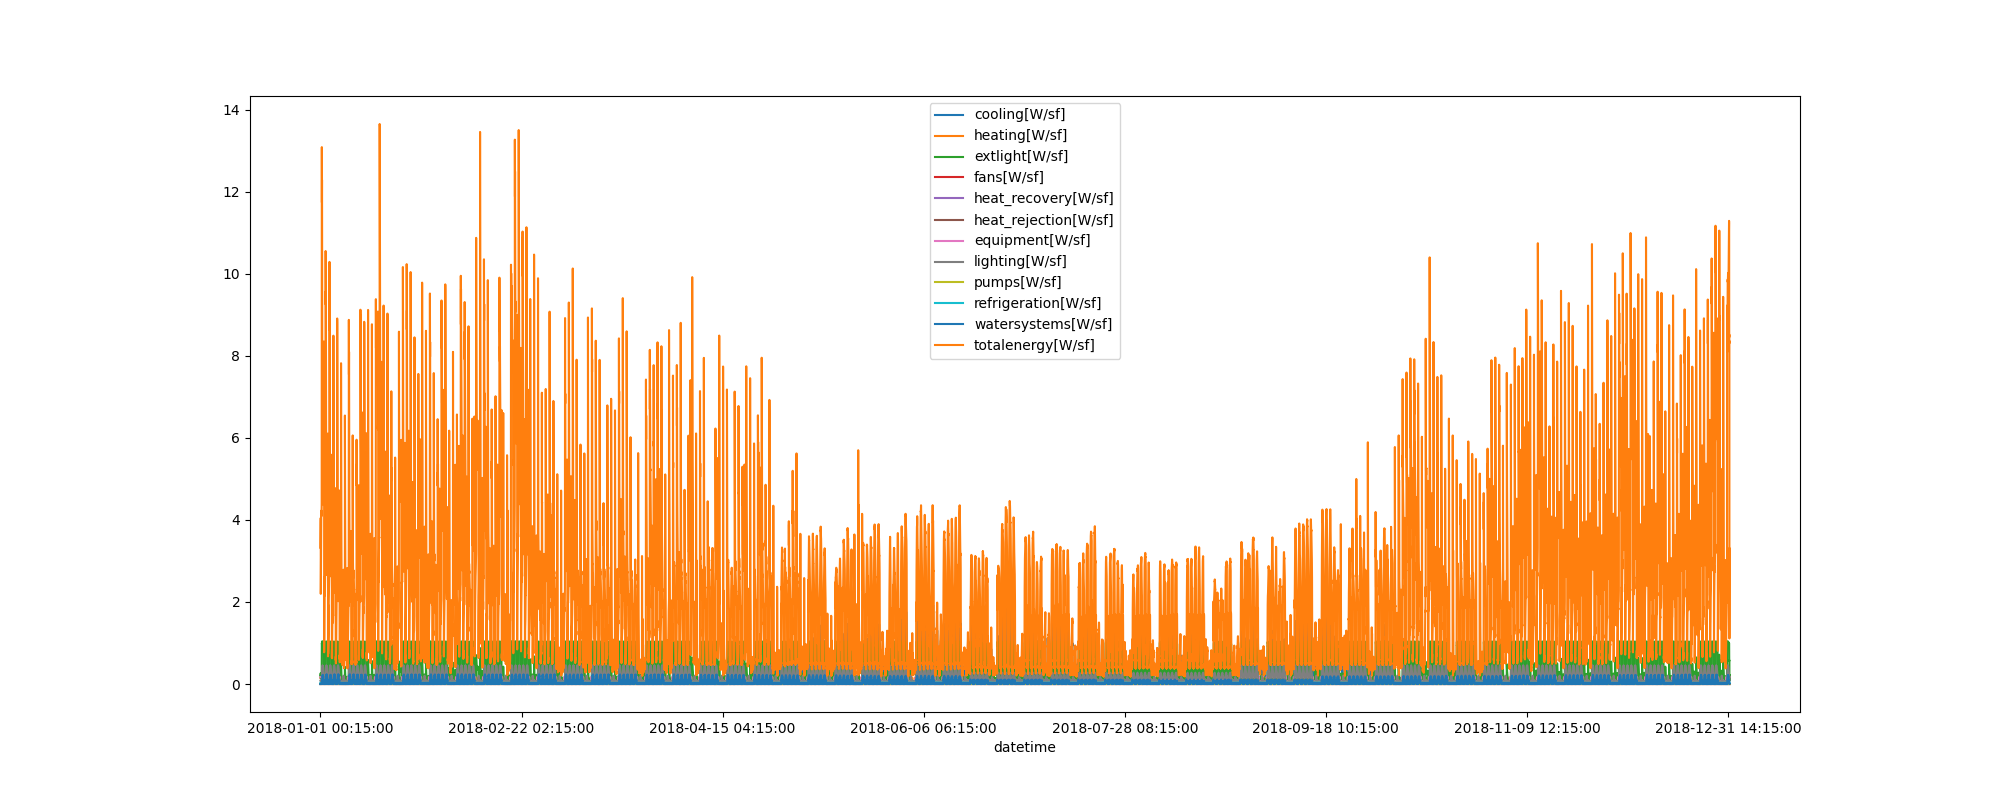 14
12
10
8
6
4
2
0
cooling[W/sf]
heating[W/sf]
extlight[W/sf]
fans[W/sf]
heat_recovery[W/sf]
heat_rejection[W/sf]
equipment[W/sf]
lighting[W/sf]
pumps[W/sf]
refrigeration[W/sf]
watersystems[W/sf]
totalenergy[W/sf]
2018-01-01 00:15:00 2018-02-22 02:15:00 2018-04-15 04:15:00 2018-06-06 06:15:00 2018-07-28 08:15:00 2018-09-18 10:15:00 2018-11-09 12:15:00 2018-12-31 14:15:00
datetime